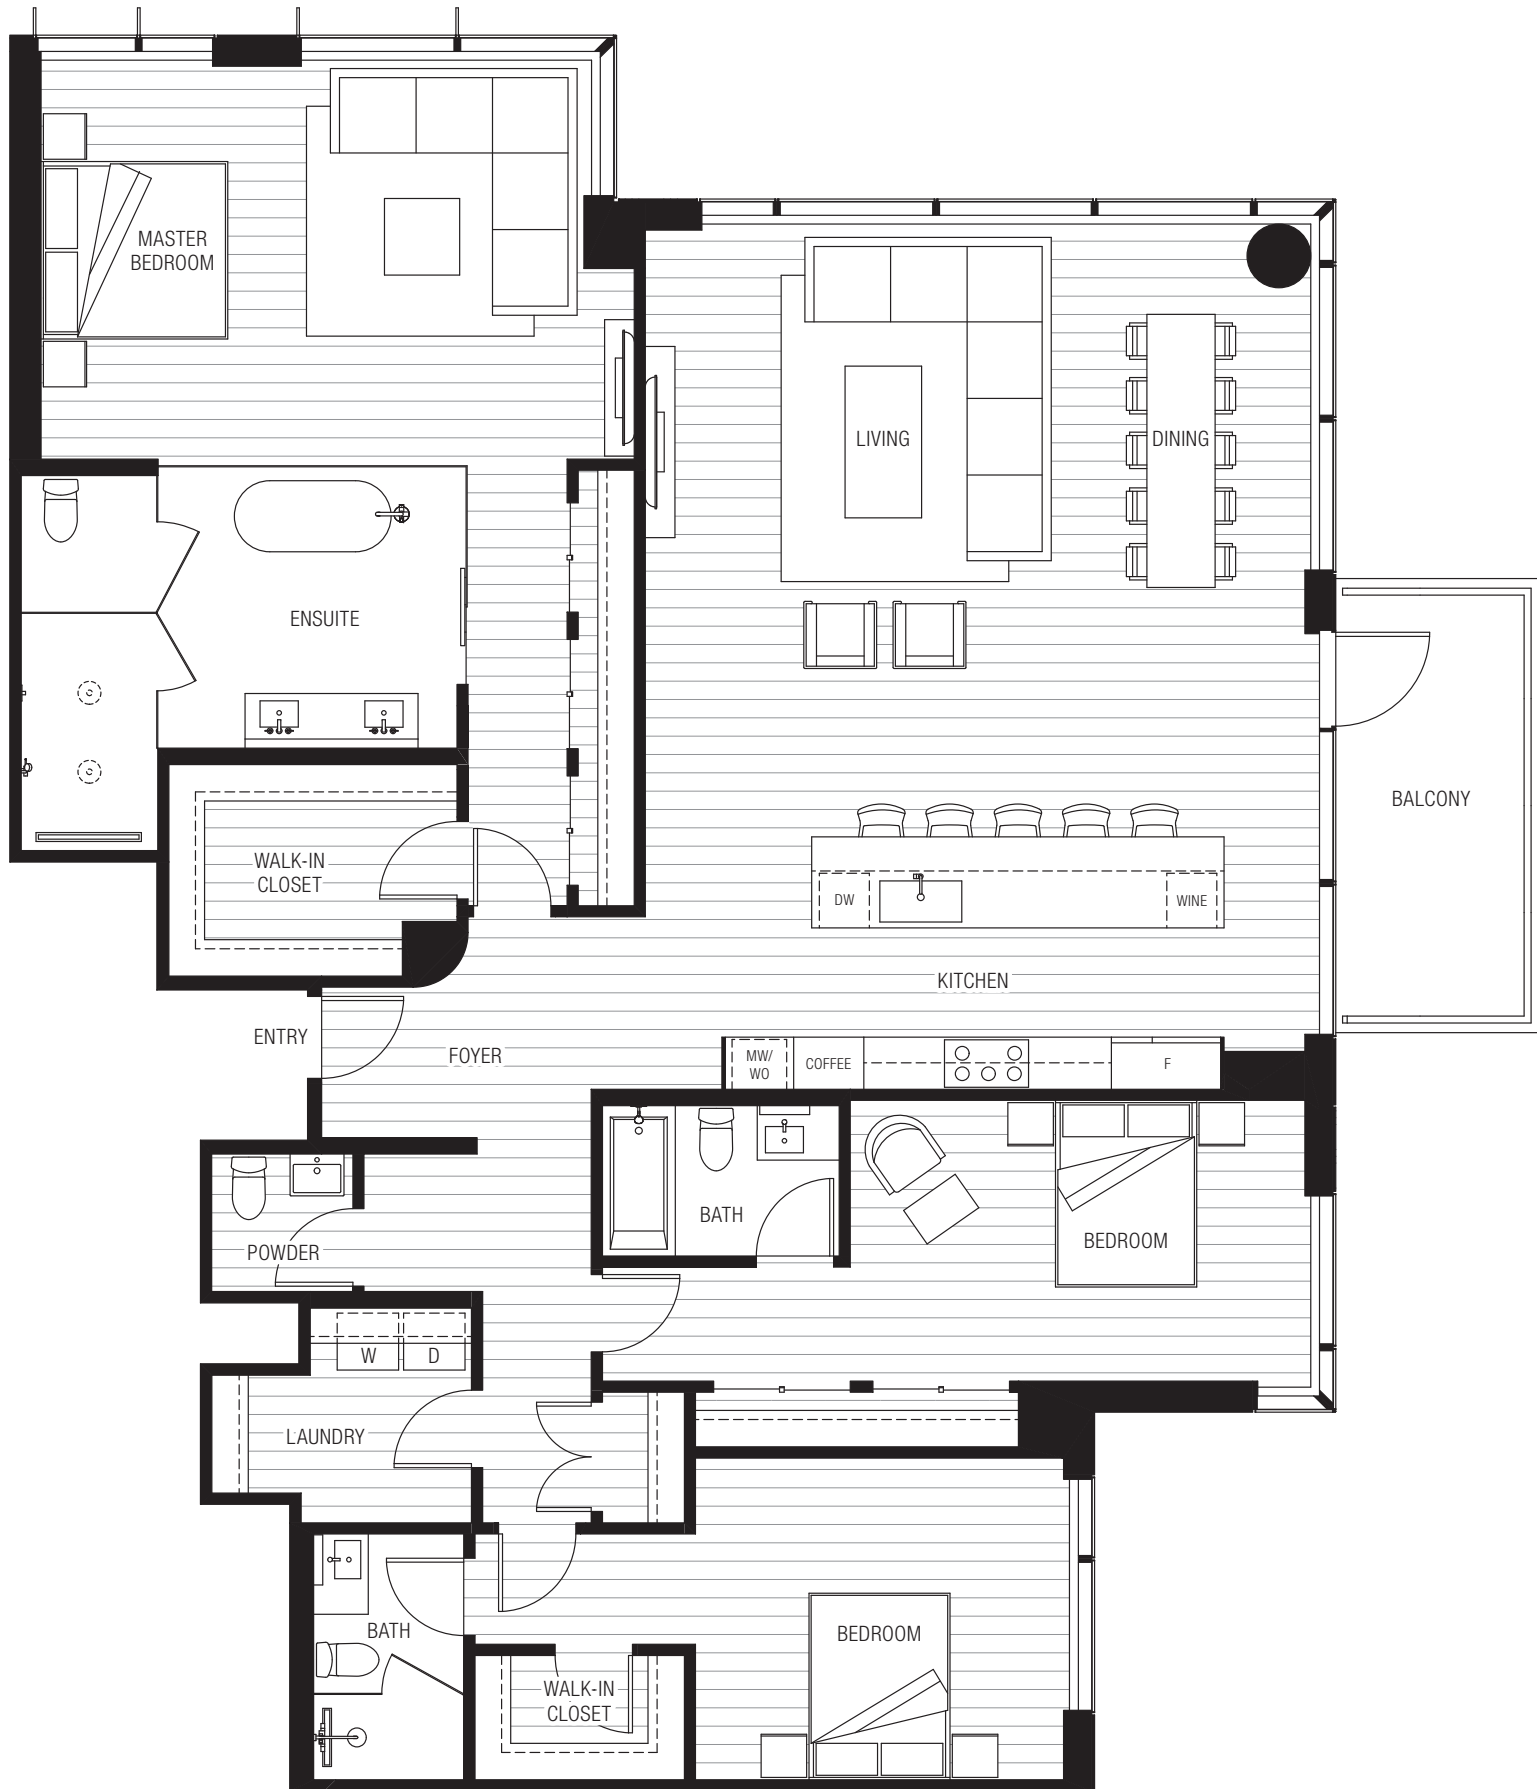 MASTER
BEDROOM
LIVING
DINING
ENSUITE
BALCONY
WALK-IN
CLOSET
DW
WINE
KITCHEN
ENTRY
FOYER
MW/
WO
COFFEE
F
BATH
BEDROOM
POWDER
W
D
LAUNDRY
BATH
BEDROOM
WALK-IN
CLOSET